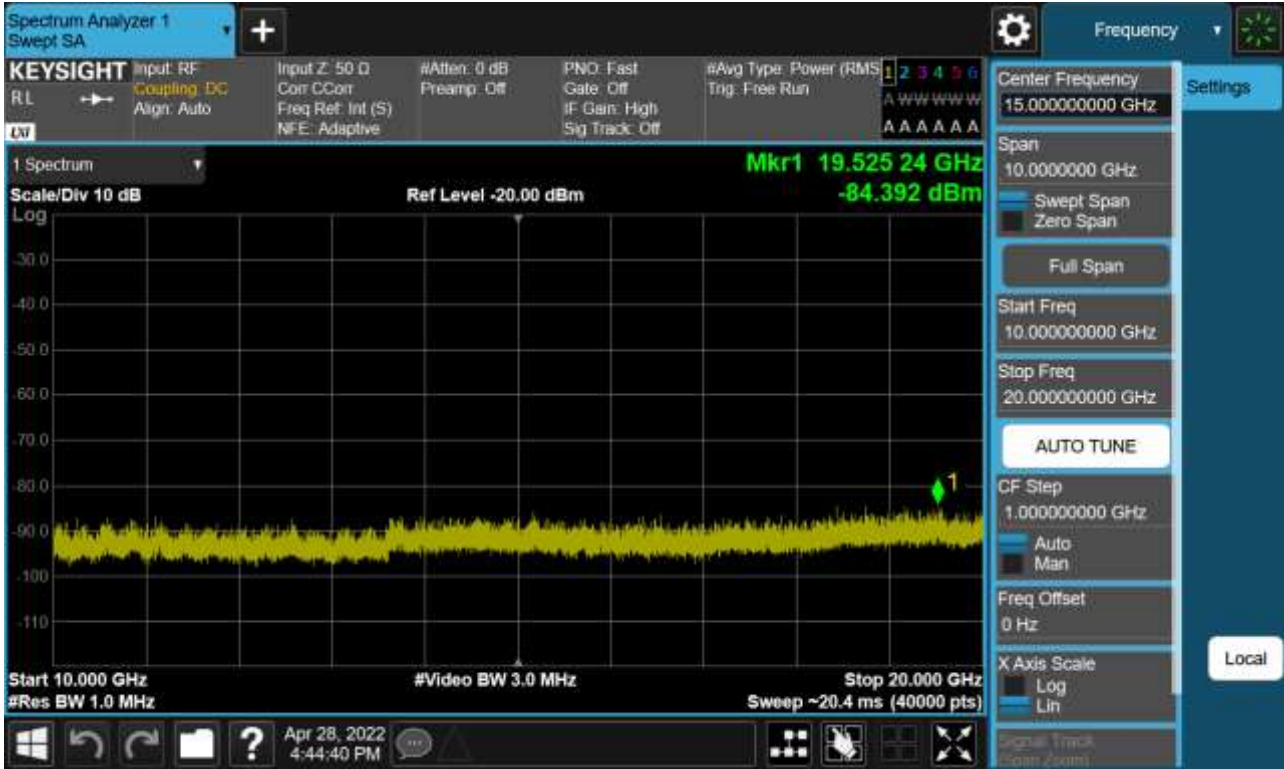 Spectrum Analyzer 1
Swept SA
+
Frequency
KEYSIGHT
RL
LXI
Input: RF
Coupling: DC
Align: Auto
Input Z: 50 Ω
Corr CCorr
Freq Ref: Int (S)
NFE: Adaptive
#Atten: 0 dB
Preamp: Off
PNO: Fast
Gate: Off
IF Gain: High
Sig Track: Off
#Avg Type: Power (RMS
Trig: Free Run
1 2 3 4 5 6
A W W W W W
A A A A A A
1 Spectrum
Mkr1 19.525 24 GHz
Scale/Div 10 dB
Ref Level -20.00 dBm
-84.392 dBm
Log
-30.0
-40.0
-50.0
-60.0
-70.0
-80.0
1
-90.0
-100
-110
Start 10.000 GHz
#Video BW 3.0 MHz
Stop 20.000 GHz
#Res BW 1.0 MHz
Sweep ~20.4 ms (40000 pts)
Center Frequency
15.000000000 GHz
Settings
Span
10.0000000 GHz
Swept Span
Zero Span
Full Span
Start Freq
10.000000000 GHz
Stop Freq
20.000000000 GHz
AUTO TUNE
CF Step
1.000000000 GHz
Auto
Man
Freq Offset
0 Hz
X Axis Scale
Log
Lin
Local
Signal Track
(Span Zoom)
?
Apr 28, 2022
4:44:40 PM